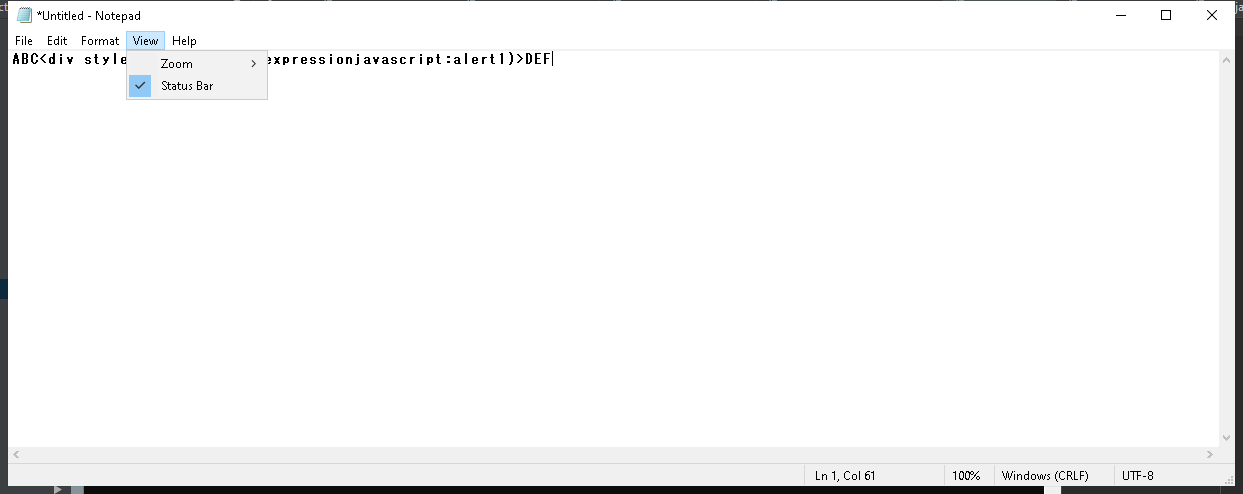 *Untitled - Notepad
File Edit Format View Help
ABC<div style expressionjavascript:alert1)>DEF
Zoom
Status Bar
Ln 1, Col 61 100% Windows (CRLF) UTF-8